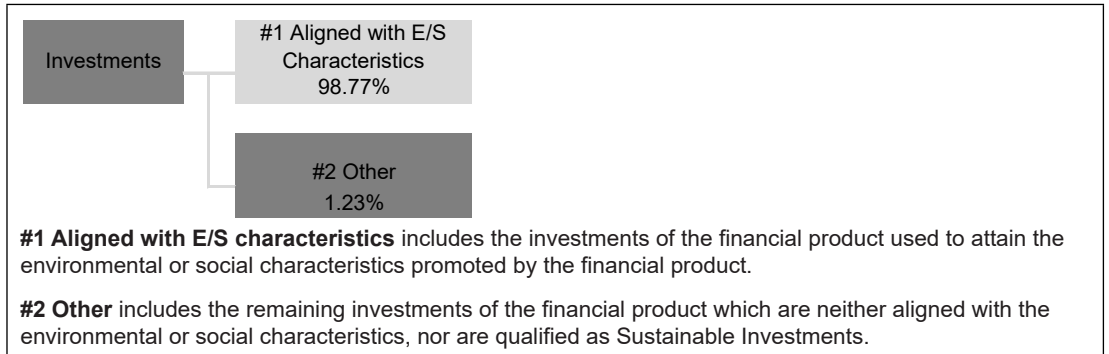 Investments
#1 Aligned with E/S
Characteristics
98.77%
#2 Other
1.23%
#1 Aligned with E/S characteristics includes the investments of the financial product used to attain the
environmental or social characteristics promoted by the financial product.
#2 Other includes the remaining investments of the financial product which are neither aligned with the
environmental or social characteristics, nor are qualified as Sustainable Investments.